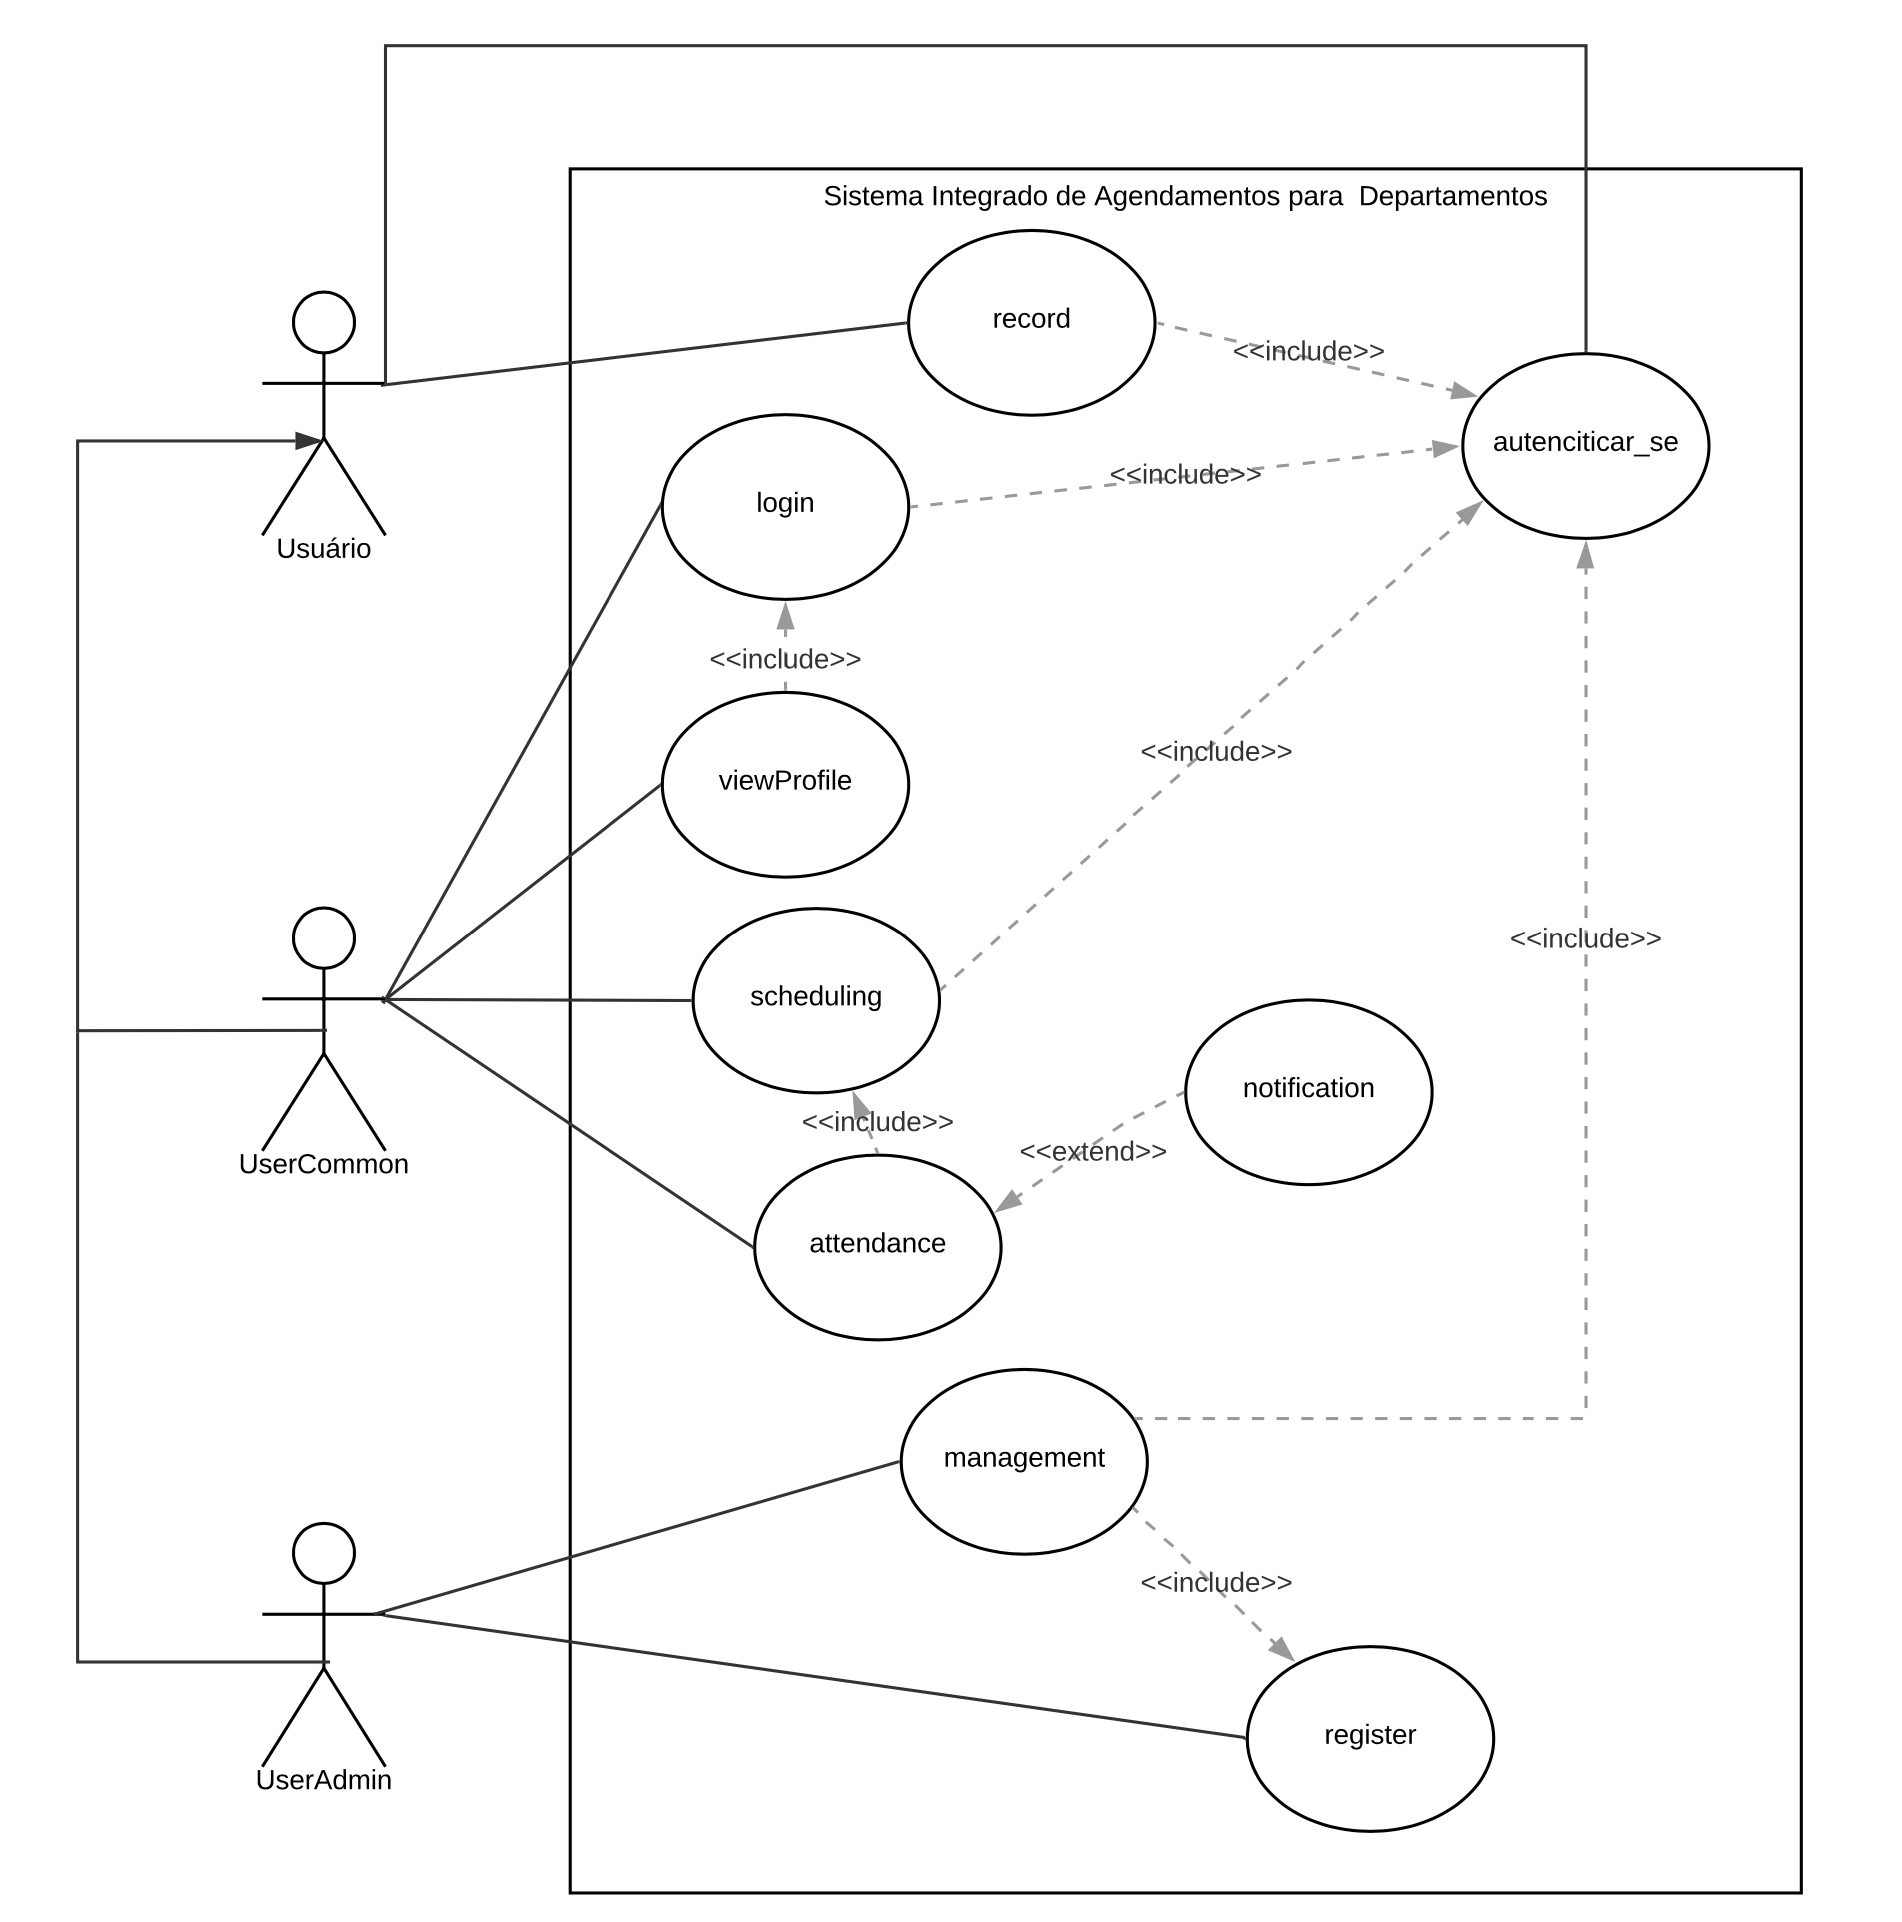 Sistema Integrado de Agendamentos para  Departamentos
record
<<include>>
autenciticar_se
<<include>>
login
Usuário
<<include>>
<<include>>
viewProfile
<<include>>
scheduling
notification
<<include>>
<<extend>>
UserCommon
attendance
management
<<include>>
register
UserAdmin